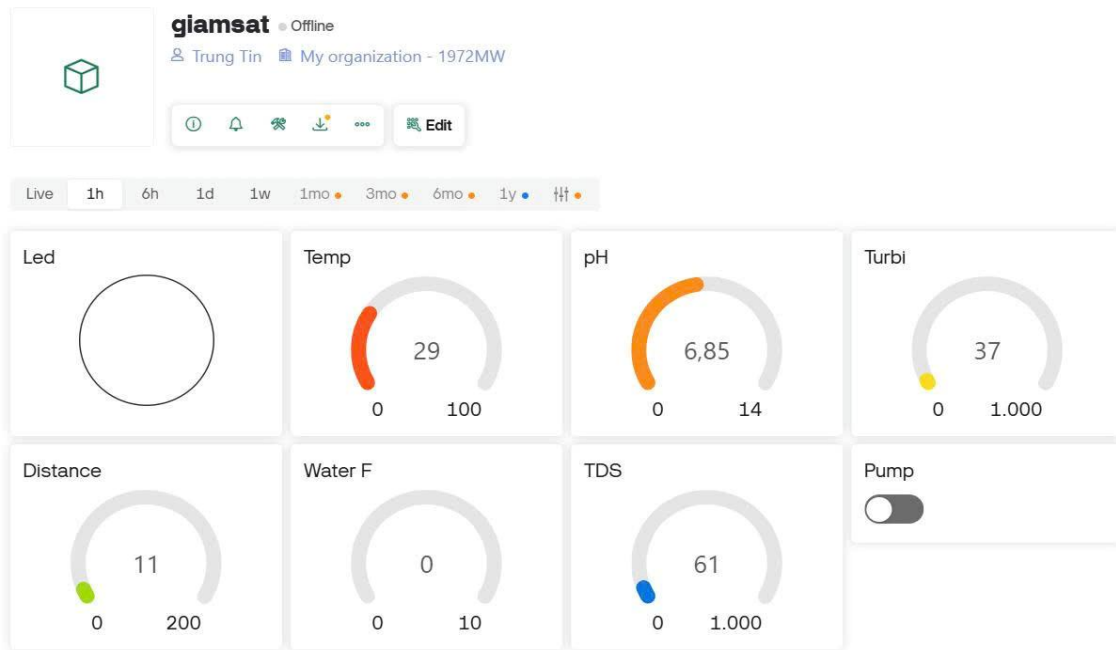 giamsat Offline
Trung Tin My organization - 1972MW
Edit
Live 1h 6h 1d 1w 1mo 3mo 6mo 1y
Led
Temp
29
0 100
pH
6,85
0 14
Turbi
37
0 1.000
Distance
11
0 200
Water F
0
0 10
TDS
61
0 1.000
Pump